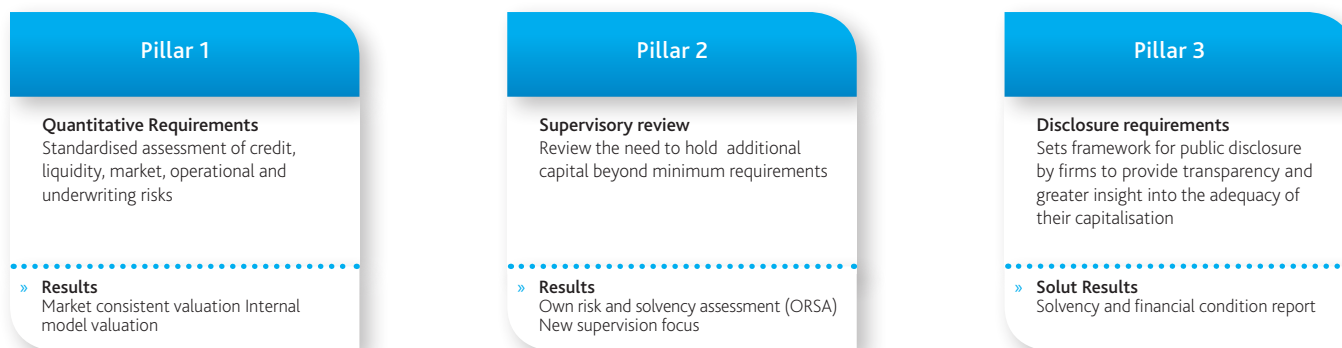 Pillar 1
Quantitative Requirements
Standardised assessment of credit,
liquidity, market, operational and
underwriting risks
» Results
Market consistent valuation Internal
model valuation
Pillar 2
Supervisory review
Review the need to hold  additional
capital beyond minimum requirements
» Results
Own risk and solvency assessment (ORSA)
New supervision focus
Pillar 3
Disclosure requirements
Sets framework for public disclosure
by firms to provide transparency and
greater insight into the adequacy of
their capitalisation
» Solut Results
Solvency and financial condition report